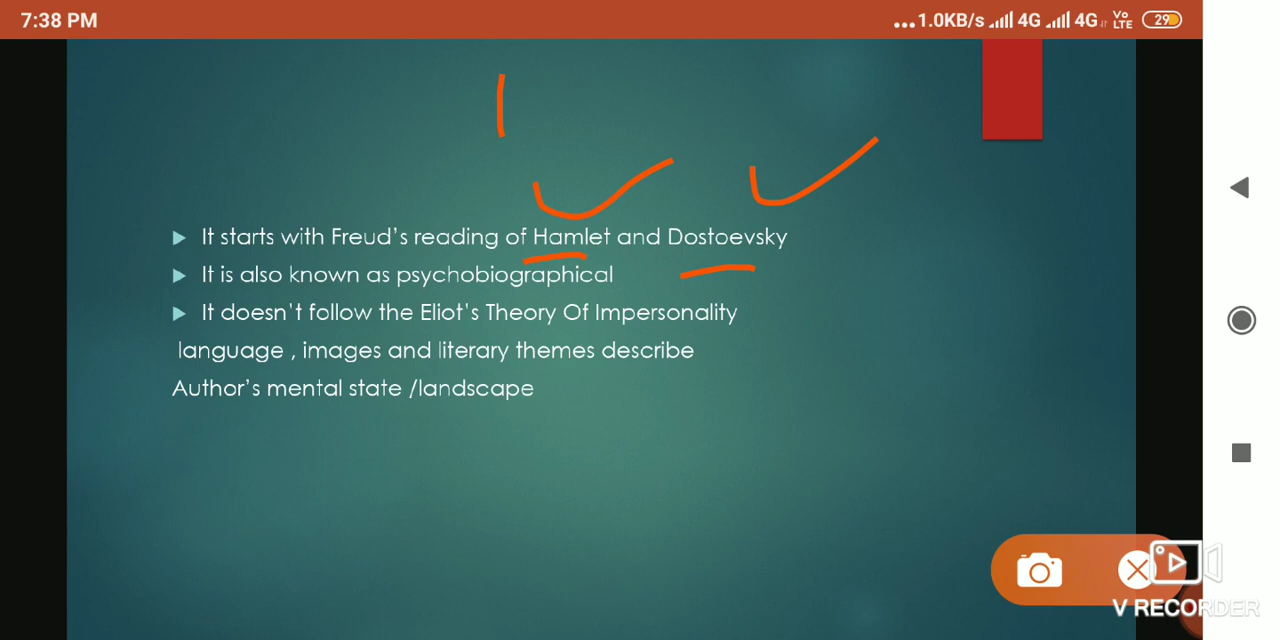 7:38 PM
...1.0KB/s 4G 4G Vo LTE 29
It starts with Freud's reading of Hamlet and Dostoevsky
It is also known as psychobiographical
It doesn't follow the Eliot's Theory Of Impersonality
language , images and literary themes describe
Author's mental state /landscape
V RECORDER